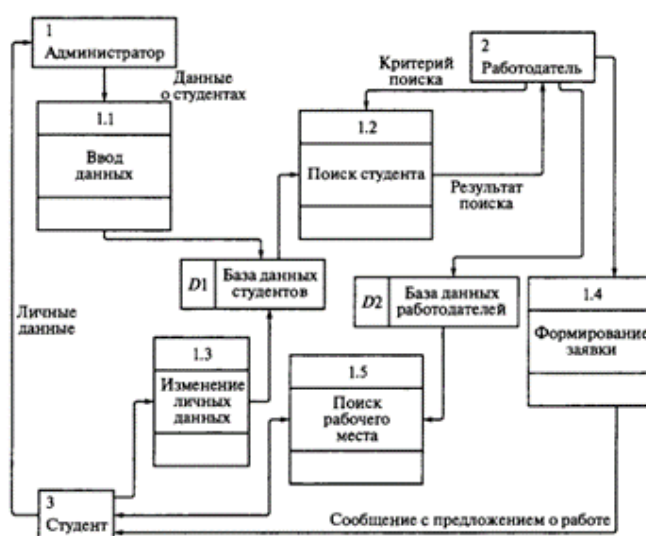 1
Администратор
Данные
о студентах
1.1
Ввод
данных
Критерий
поиска
2
Работодатель
1.2
Поиск студента
Результат
поиска
D1
База данных
студентов
D2
База данных
работодателей
1.4
Формирование
заявки
Личные
данные
1.3
Изменение
личных
данных
1.5
Поиск
рабочего
места
3
Студент
Сообщение с предложением о работе